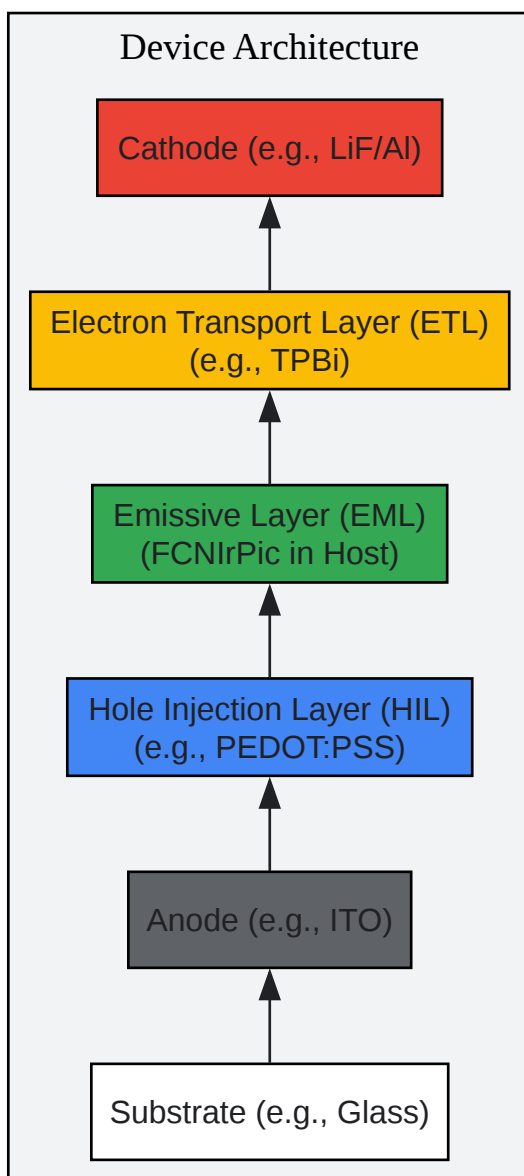 Device Architecture
Cathode (e.g., LiF/Al)
Electron Transport Layer (ETL)
(e.g., TPBi)
Emissive Layer (EML)
(FCNIrPic in Host)
Hole Injection Layer (HIL)
(e.g., PEDOT:PSS)
Anode (e.g., ITO)
Substrate (e.g., Glass)